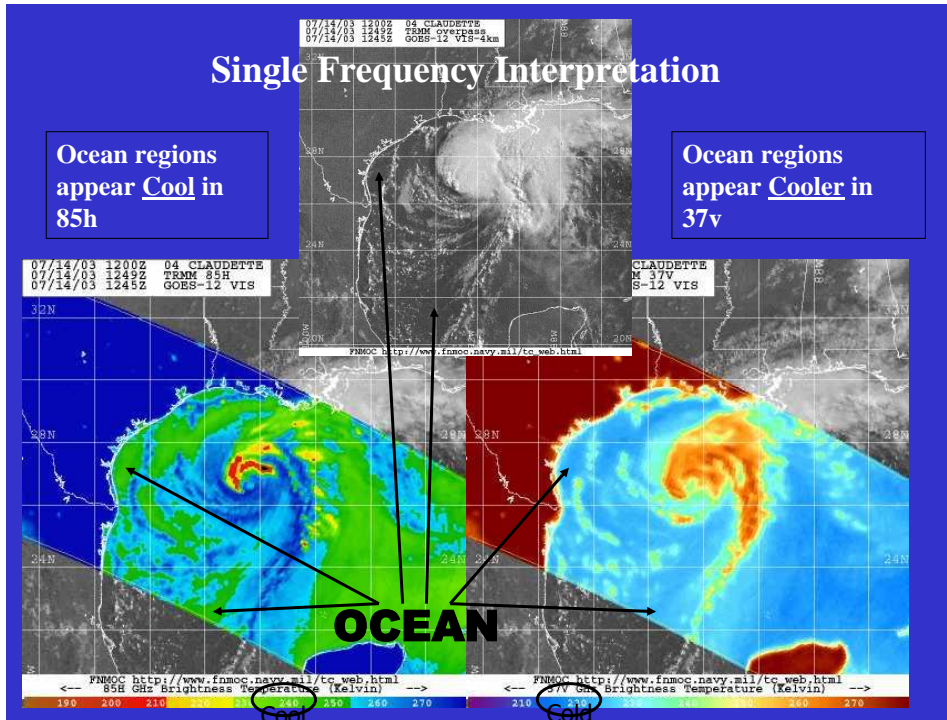 07/14/03 1200Z 04 CLAUDETTE
07/14/03 1249Z TRMM overpass
07/14/03 1245Z GOES-12 VIS-4km
Single Frequency Interpretation
Ocean regions
appear Cool in
85h
Ocean regions
appear Cooler in
37v
28N
24N
20N
FNMOC http://www.fnmoc.navy.mil/tc_web.html
07/14/03 1200Z 04 CLAUDETTE
07/14/03 1249Z TRMM 85H
07/14/03 1245Z GOES-12 VIS
32N
28N
24N
CLAUDETTE
M 37V
S-12 VIS
28N
24N
OCEAN
FNMOC http://www.fnmoc.navy.mil/tc_web.html
<-- 85H GHz Brightness Temperature (Kelvin) -->
190 200 210 220 230 240 250 260 270
Cool
FNMOC http://www.fnmoc.navy.mil/tc_web.html
<-- 37V GHz Brightness Temperature (Kelvin) -->
210 220 230 240 250 260 270
Cold